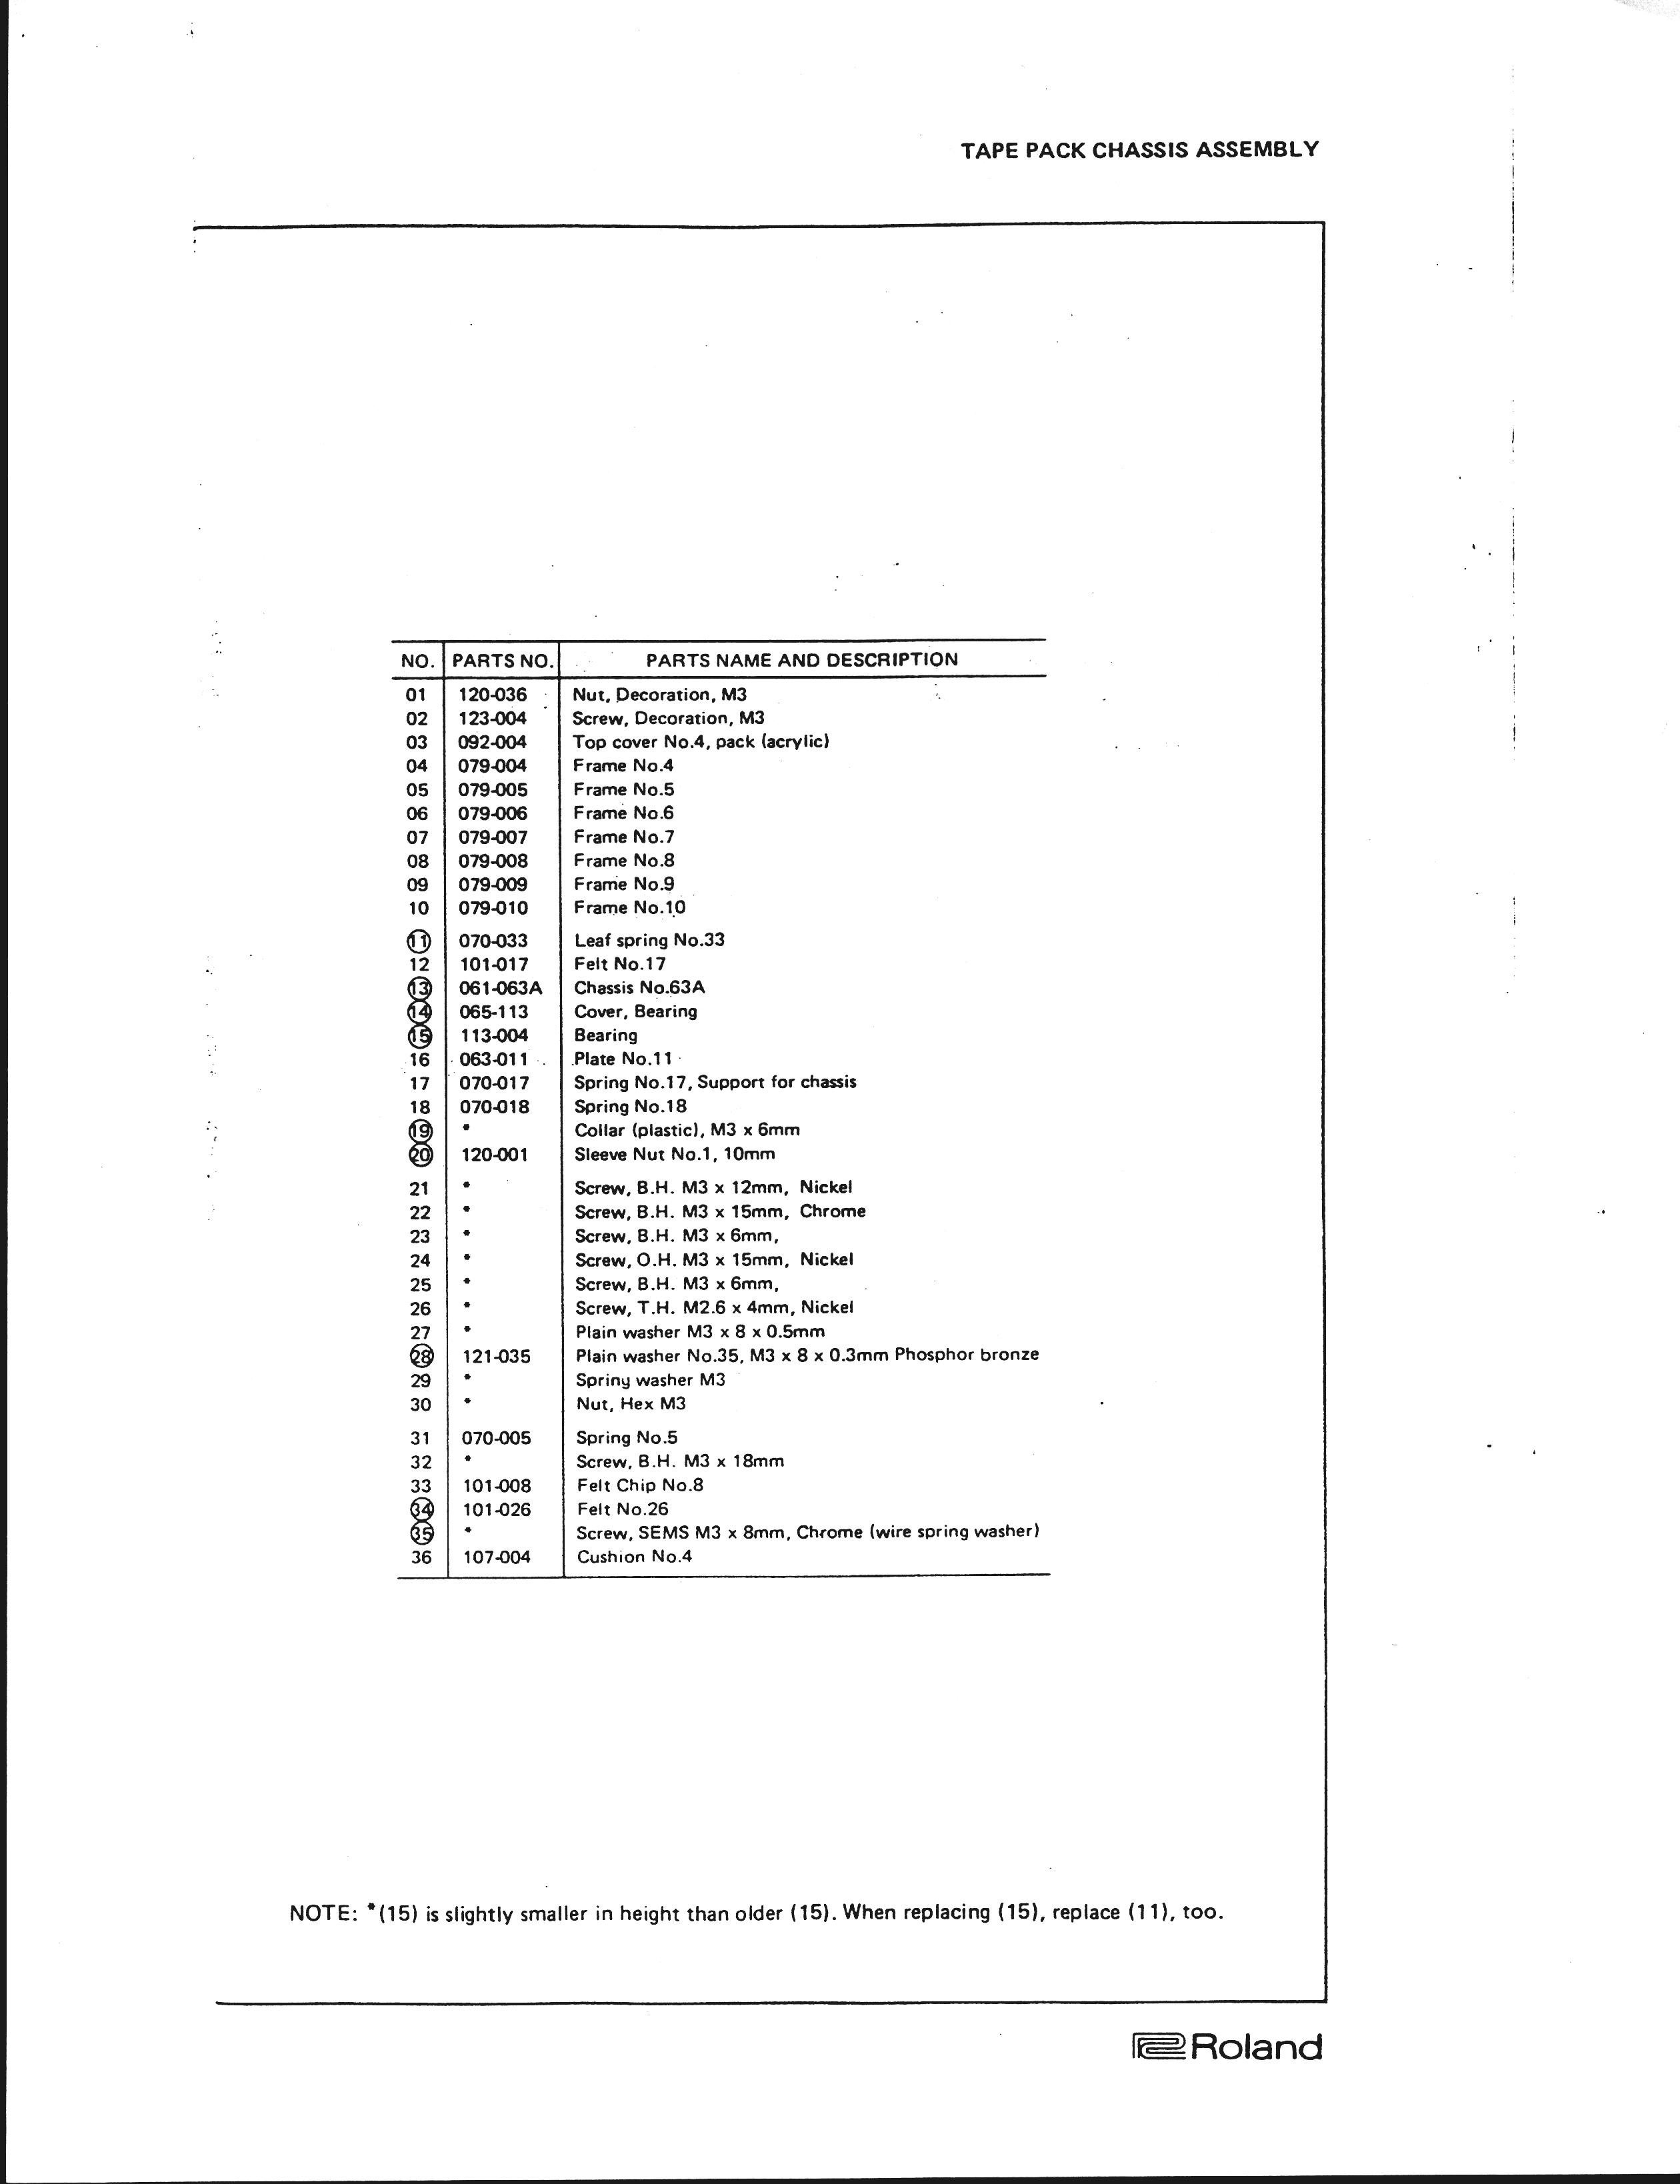 TAPE PACK CHASSIS ASSEMBLY
NO. PARTS NO. PARTS NAME AND DESCRIPTION
01 120-036 Nut, Decoration, M3
02 123-004 Screw, Decoration, M3
03 092-004 Top cover No.4, pack (acrylic)
04 079-004 Frame No.4
05 079-005 Frame No.5
06 079-006 Frame No.6
07 079-007 Frame No.7
08 079-008 Frame No.8
09 079-009 Frame No.9
10 079-010 Frame No.10
11 070-033 Leaf spring No.33
12 101-017 Felt No.17
13 061-063A Chassis No.63A
14 065-113 Cover, Bearing
15 113-004 Bearing
16 063-011 Plate No.11
17 070-017 Spring No.17, Support for chassis
18 070-018 Spring No.18
19 * Collar (plastic), M3 x 6mm
20 120-001 Sleeve Nut No.1, 10mm
21 * Screw, B.H. M3 x 12mm, Nickel
22 * Screw, B.H. M3 x 15mm, Chrome
23 * Screw, B.H. M3 x 6mm,
24 * Screw, O.H. M3 x 15mm, Nickel
25 * Screw, B.H. M3 x 6mm,
26 * Screw, T.H. M2.6 x 4mm, Nickel
27 * Plain washer M3 x 8 x 0.5mm
28 121-035 Plain washer No.35, M3 x 8 x 0.3mm Phosphor bronze
29 * Spring washer M3
30 * Nut, Hex M3
31 070-005 Spring No.5
32 * Screw, B.H. M3 x 18mm
33 101-008 Felt Chip No.8
34 101-026 Felt No.26
35 * Screw, SEMS M3 x 8mm, Chrome (wire spring washer)
36 107-004 Cushion No.4
NOTE: *(15) is slightly smaller in height than older (15). When replacing (15), replace (11), too.
Roland